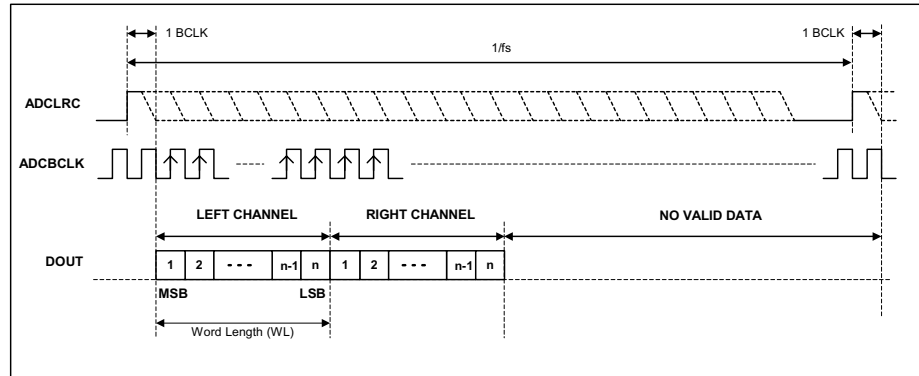 1 BCLK
1 BCLK
1/fs
ADCLRC
ADCBCLK
LEFT CHANNEL
RIGHT CHANNEL
NO VALID DATA
DOUT
1 2 - - - n-1 n 1 2 - - - n-1 n
MSB
LSB
Word Length (WL)